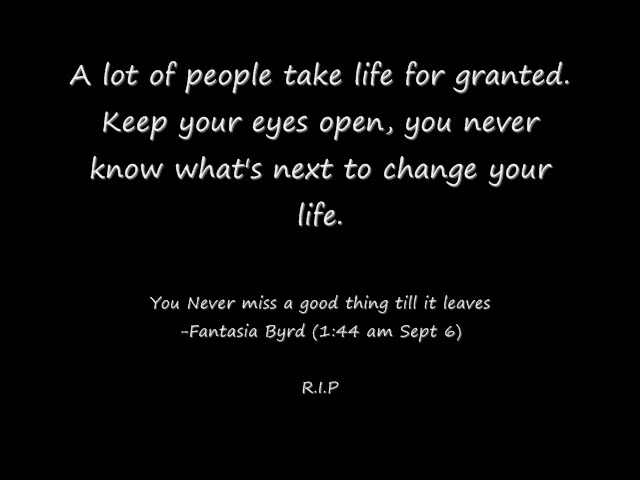 A lot of people take life for granted.
Keep your eyes open, you never
know what's next to change your
life.
You Never miss a good thing till it leaves
-Fantasia Byrd (1:44 am Sept 6)
R.I.P